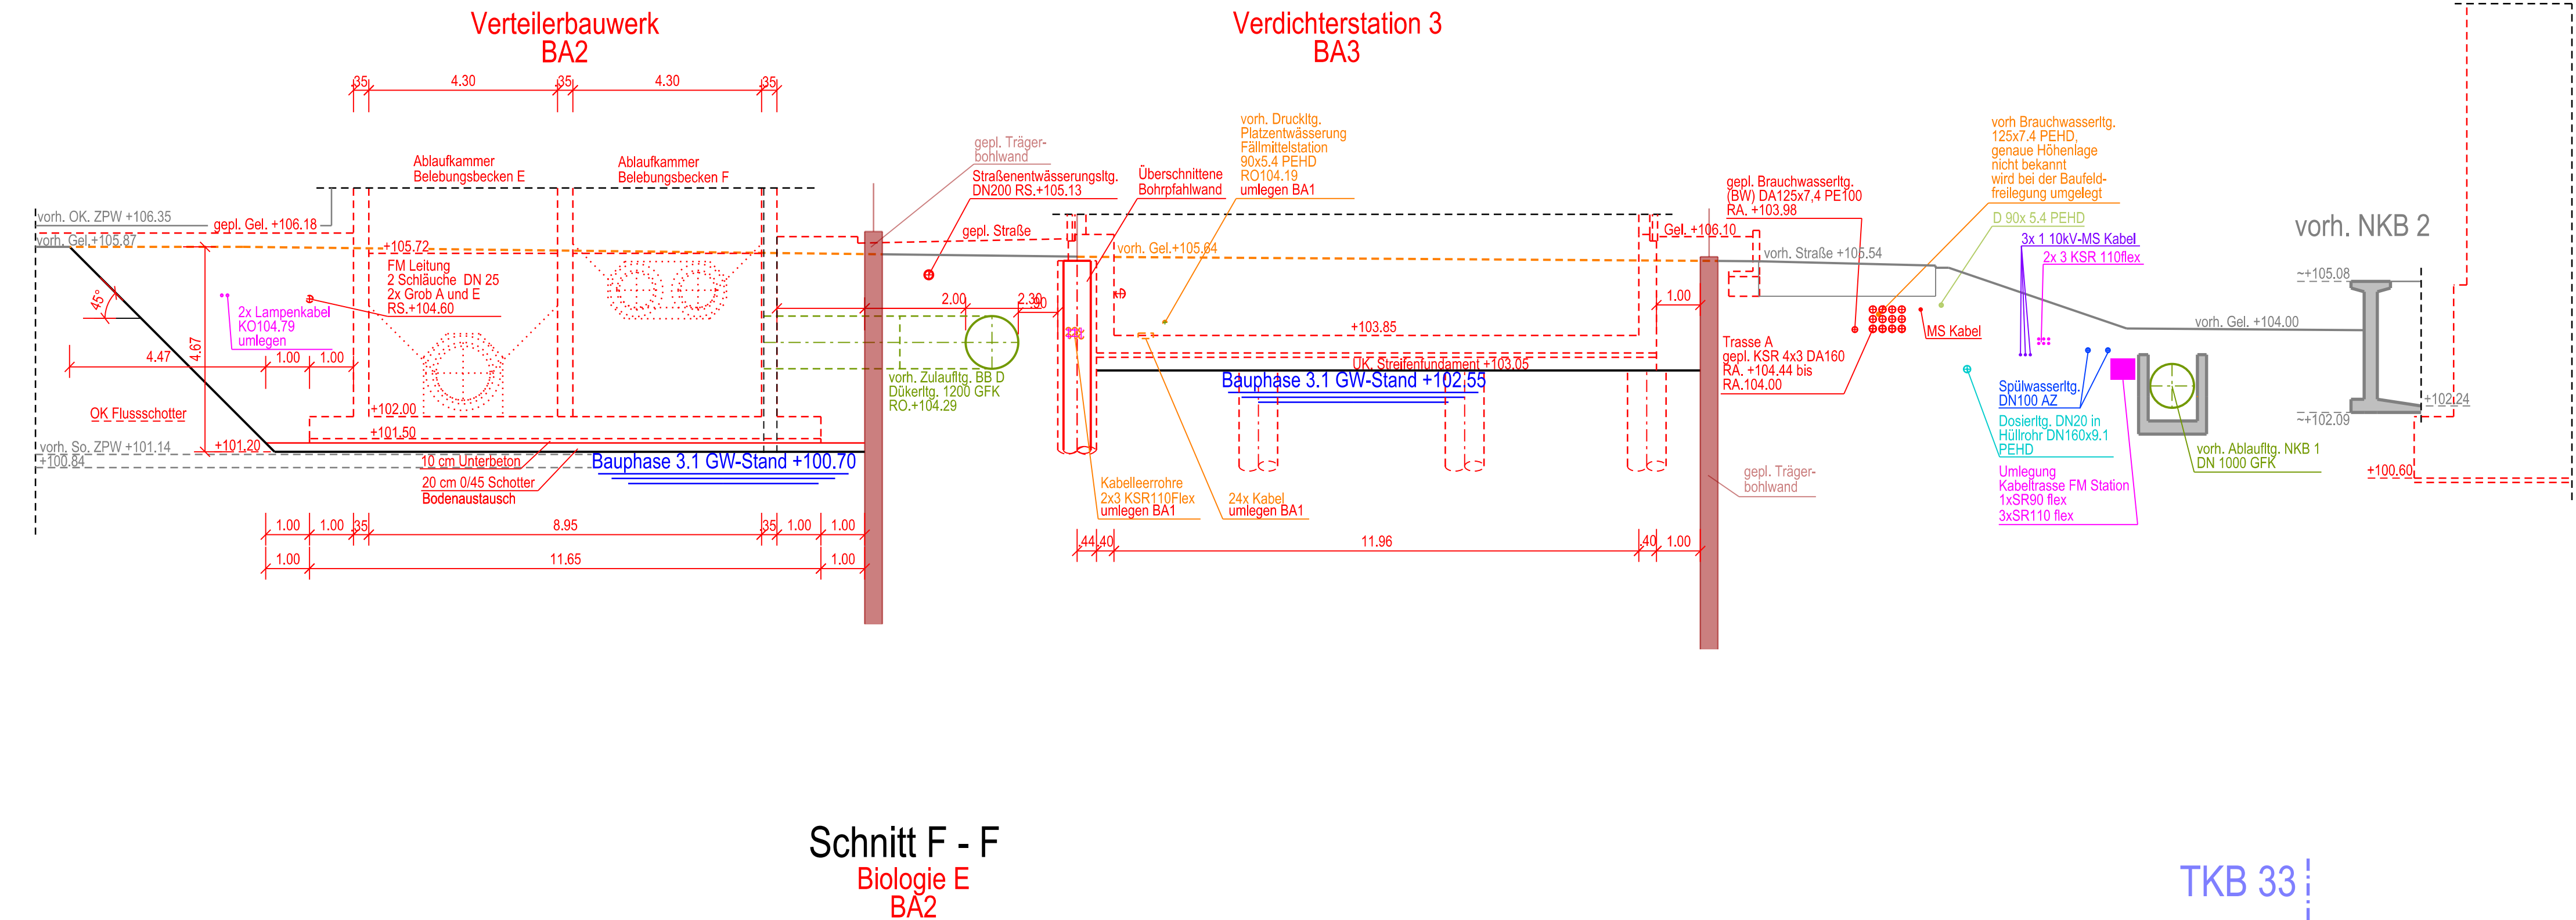 Verteilerbauwerk
BA2
Verdichterstation 3
BA3
35
4.30
35
4.30
35
Ablaufkammer
Belebungsbecken E
Ablaufkammer
Belebungsbecken F
gepl. Träger-
bohlwand
Straßenentwässerungsltg.
DN200 RS.+105.13
gepl. Straße
Überschnittene
Bohrpfahlwand
vorh. Druckltg.
Platzentwässerung
Fällmittelstation
90x5.4 PEHD
RO104.19
umlegen BA1
gepl. Brauchwasserltg.
(BW) DA125x7,4 PE100
RA. +103.98
vorh Brauchwasserltg.
125x7.4 PEHD,
genaue Höhenlage
nicht bekannt
wird bei der Baufeld-
freilegung umgelegt
D 90x 5.4 PEHD
3x 1 10kV-MS Kabel
2x 3 KSR 110flex
vorh. NKB 2
vorh. OK. ZPW +106.35
gepl. Gel. +106.18
vorh. Gel.+105.87
+105.72
FM Leitung
2 Schläuche DN 25
2x Grob A und E
RS.+104.60
45°
2x Lampenkabel
KO104.79
umlegen
4.47
4.67
1.00
1.00
OK Flussschotter
vorh. So. ZPW +101.14
+100.84
+101.20
+102.00
+101.50
10 cm Unterbeton
20 cm 0/45 Schotter
Bodenaustausch
Bauphase 3.1 GW-Stand +100.70
2.00
2.30
.90
vorh. Zulaufltg. BB D
Dükerltg. 1200 GFK
RO.+104.29
vorh. Gel.+105.64
Gel. +106.10
1.00
+103.85
UK. Streifenfundament +103.05
Bauphase 3.1 GW-Stand +102.55
vorh. Straße +105.54
Trasse A
gepl. KSR 4x3 DA160
RA. +104.44 bis
RA.104.00
MS Kabel
vorh. Gel. +104.00
~+105.08
+102.24
~+102.09
+100.60
Spülwasserltg.
DN100 AZ
Dosierltg. DN20 in
Hüllrohr DN160x9.1
PEHD
Umlegung
Kabeltrasse FM Station
1xSR90 flex
3xSR110 flex
vorh. Ablaufltg. NKB 1
DN 1000 GFK
gepl. Träger-
bohlwand
Kabelleerrohre
2x3 KSR110Flex
umlegen BA1
24x Kabel
umlegen BA1
1.00
1.00
35
8.95
35
1.00
1.00
1.00
11.65
1.00
.44
.40
11.96
.40
1.00
Schnitt F - F
Biologie E
BA2
TKB 33